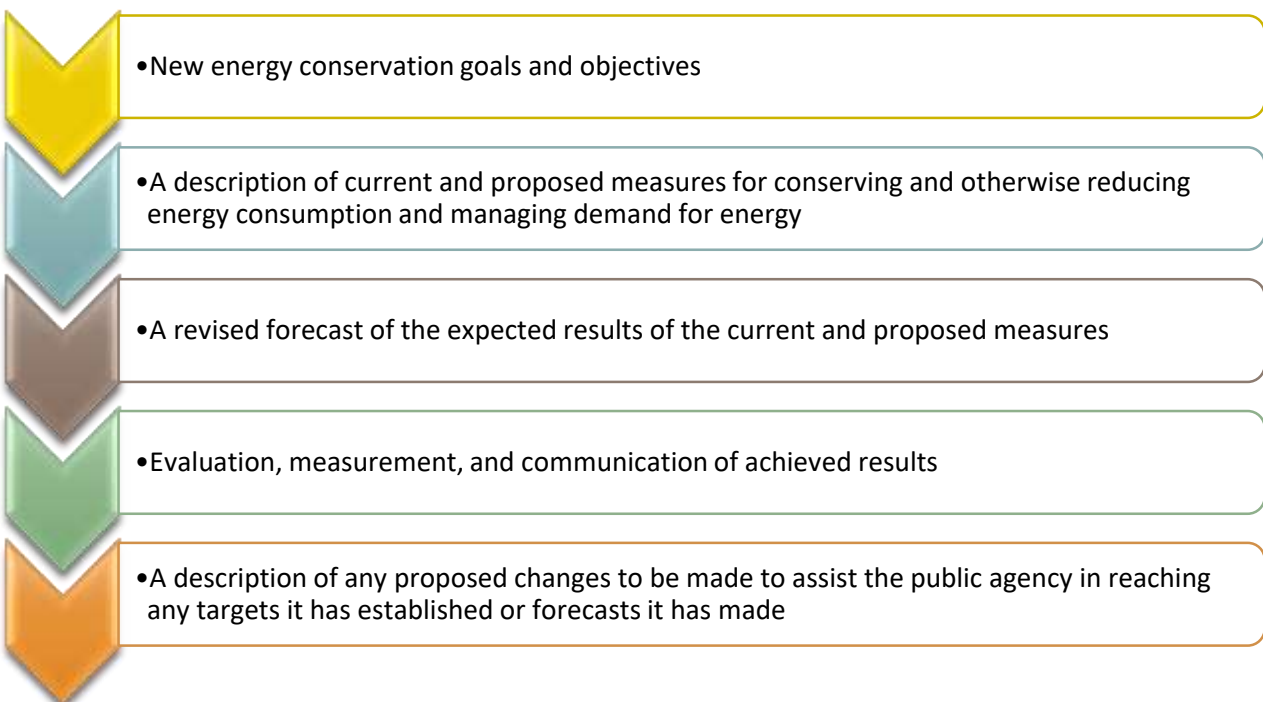 •New energy conservation goals and objectives
•A description of current and proposed measures for conserving and otherwise reducing
energy consumption and managing demand for energy
•A revised forecast of the expected results of the current and proposed measures
•Evaluation, measurement, and communication of achieved results
•A description of any proposed changes to be made to assist the public agency in reaching
any targets it has established or forecasts it has made